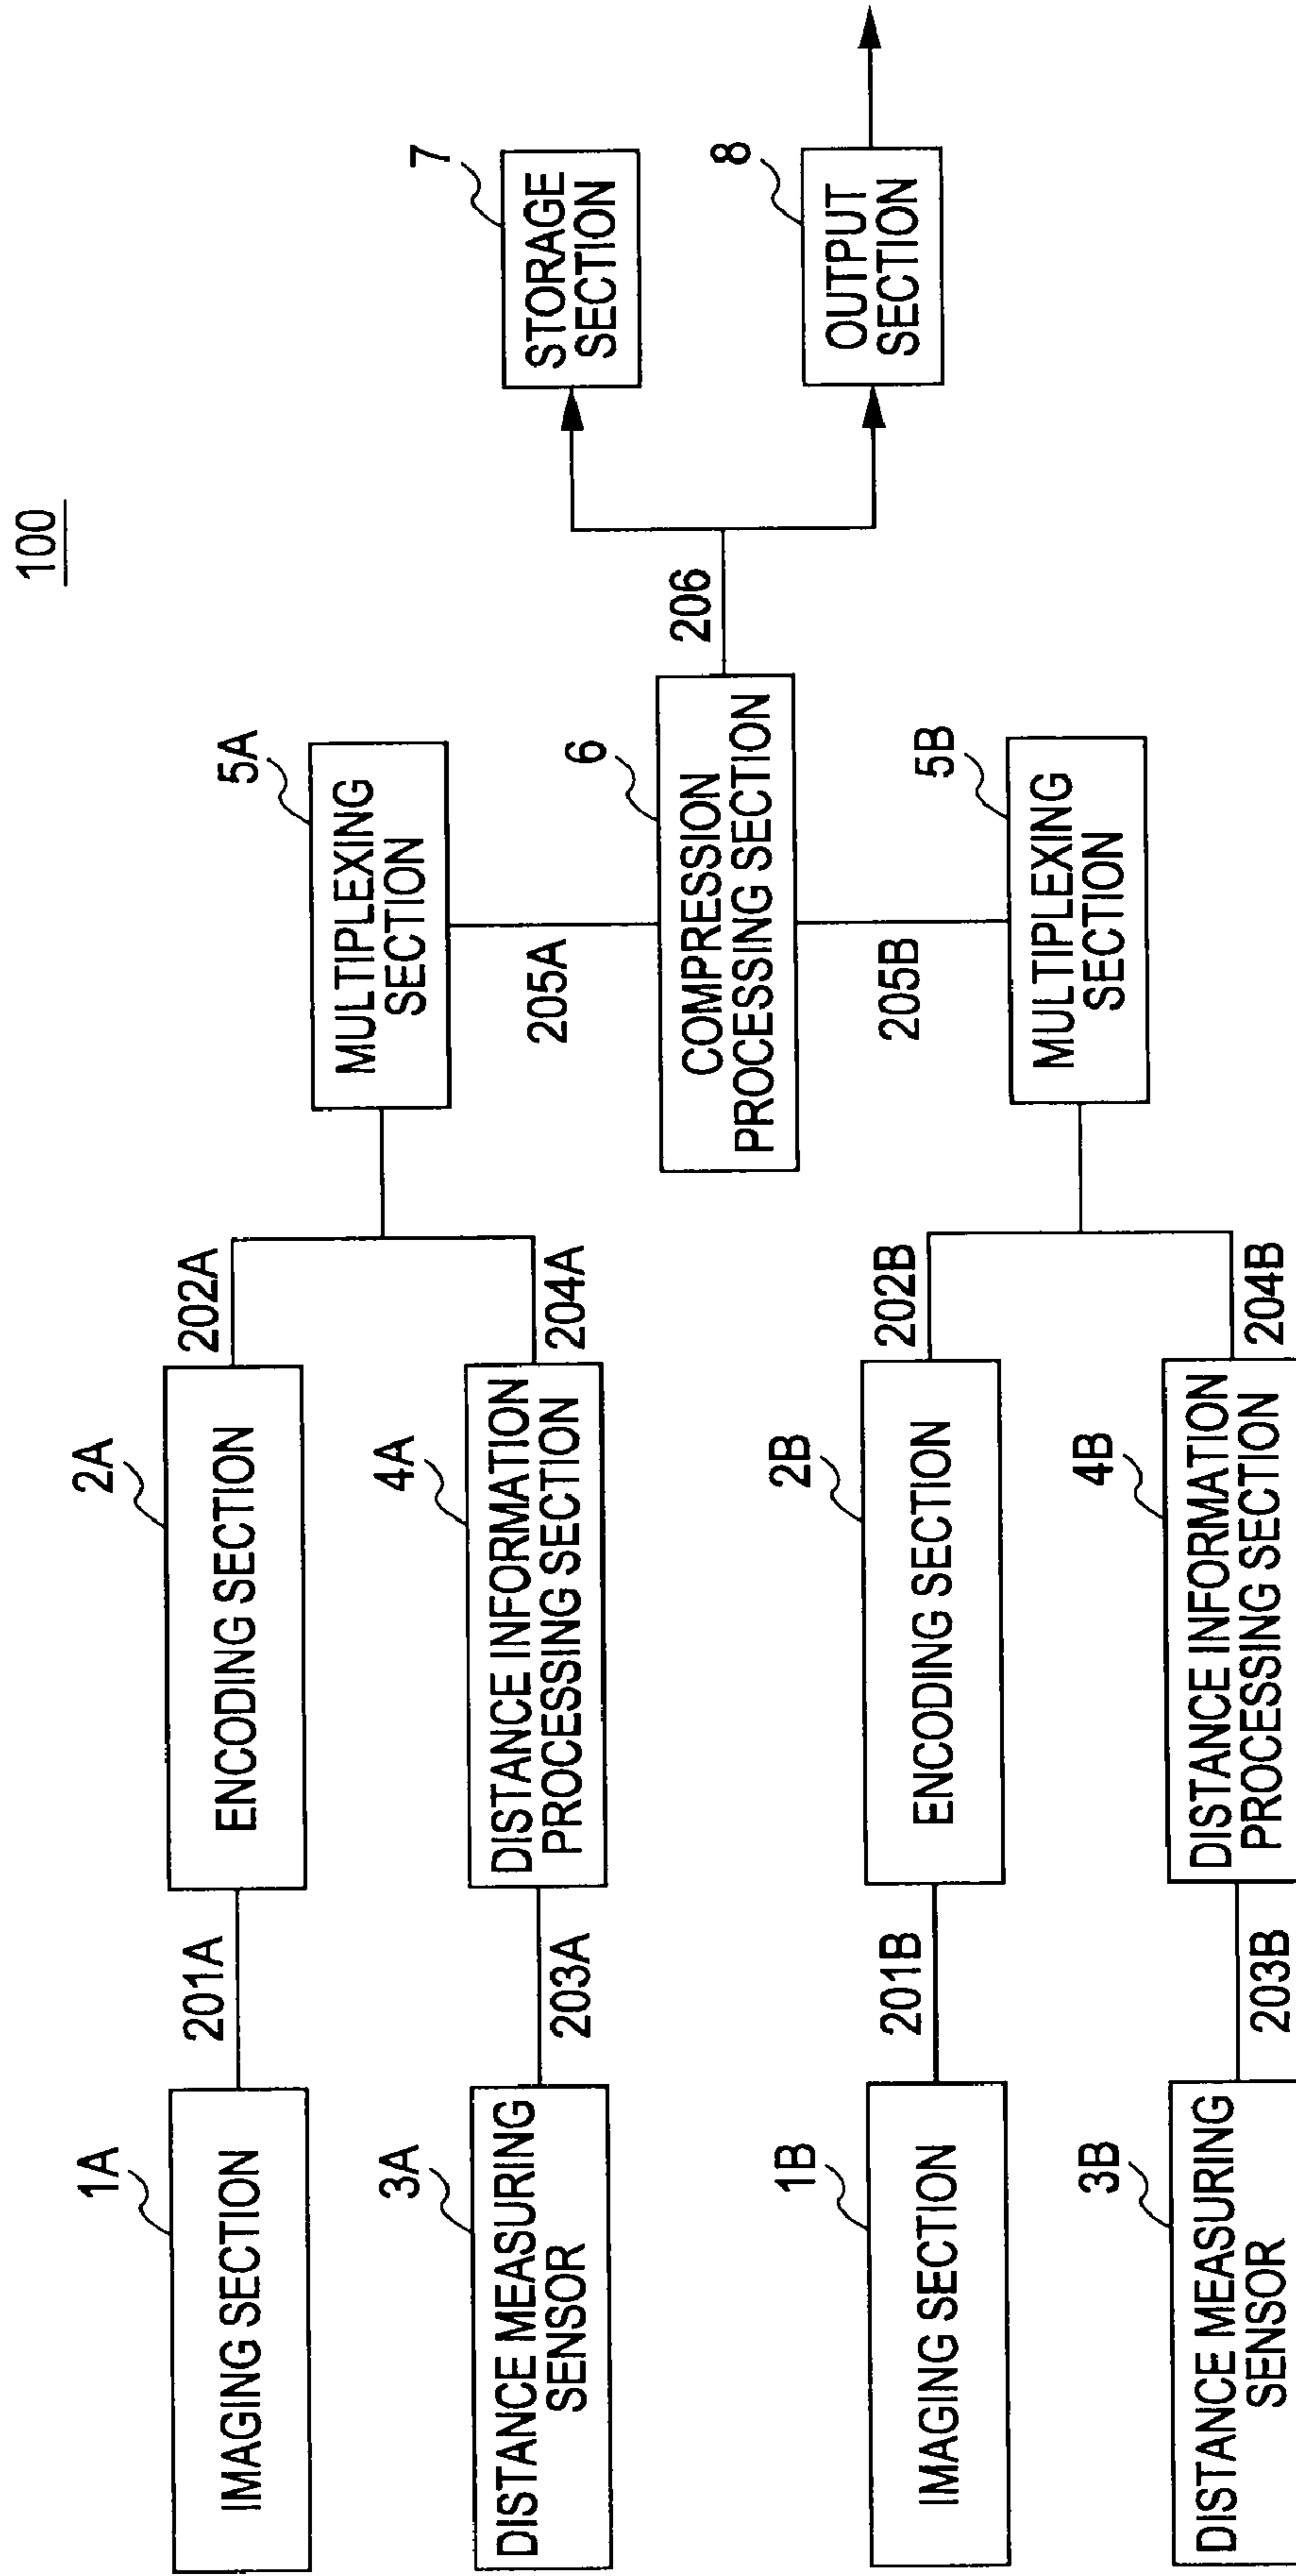 100
1A
IMAGING SECTION
201A
2A
ENCODING SECTION
202A
3A
DISTANCE MEASURING
SENSOR
203A
4A
DISTANCE INFORMATION
PROCESSING SECTION
204A
5A
MULTIPLEXING
SECTION
205A
6
COMPRESSION
PROCESSING SECTION
206
7
STORAGE
SECTION
8
OUTPUT
SECTION
205B
5B
MULTIPLEXING
SECTION
1B
IMAGING SECTION
201B
2B
ENCODING SECTION
202B
3B
DISTANCE MEASURING
SENSOR
203B
4B
DISTANCE INFORMATION
PROCESSING SECTION
204B